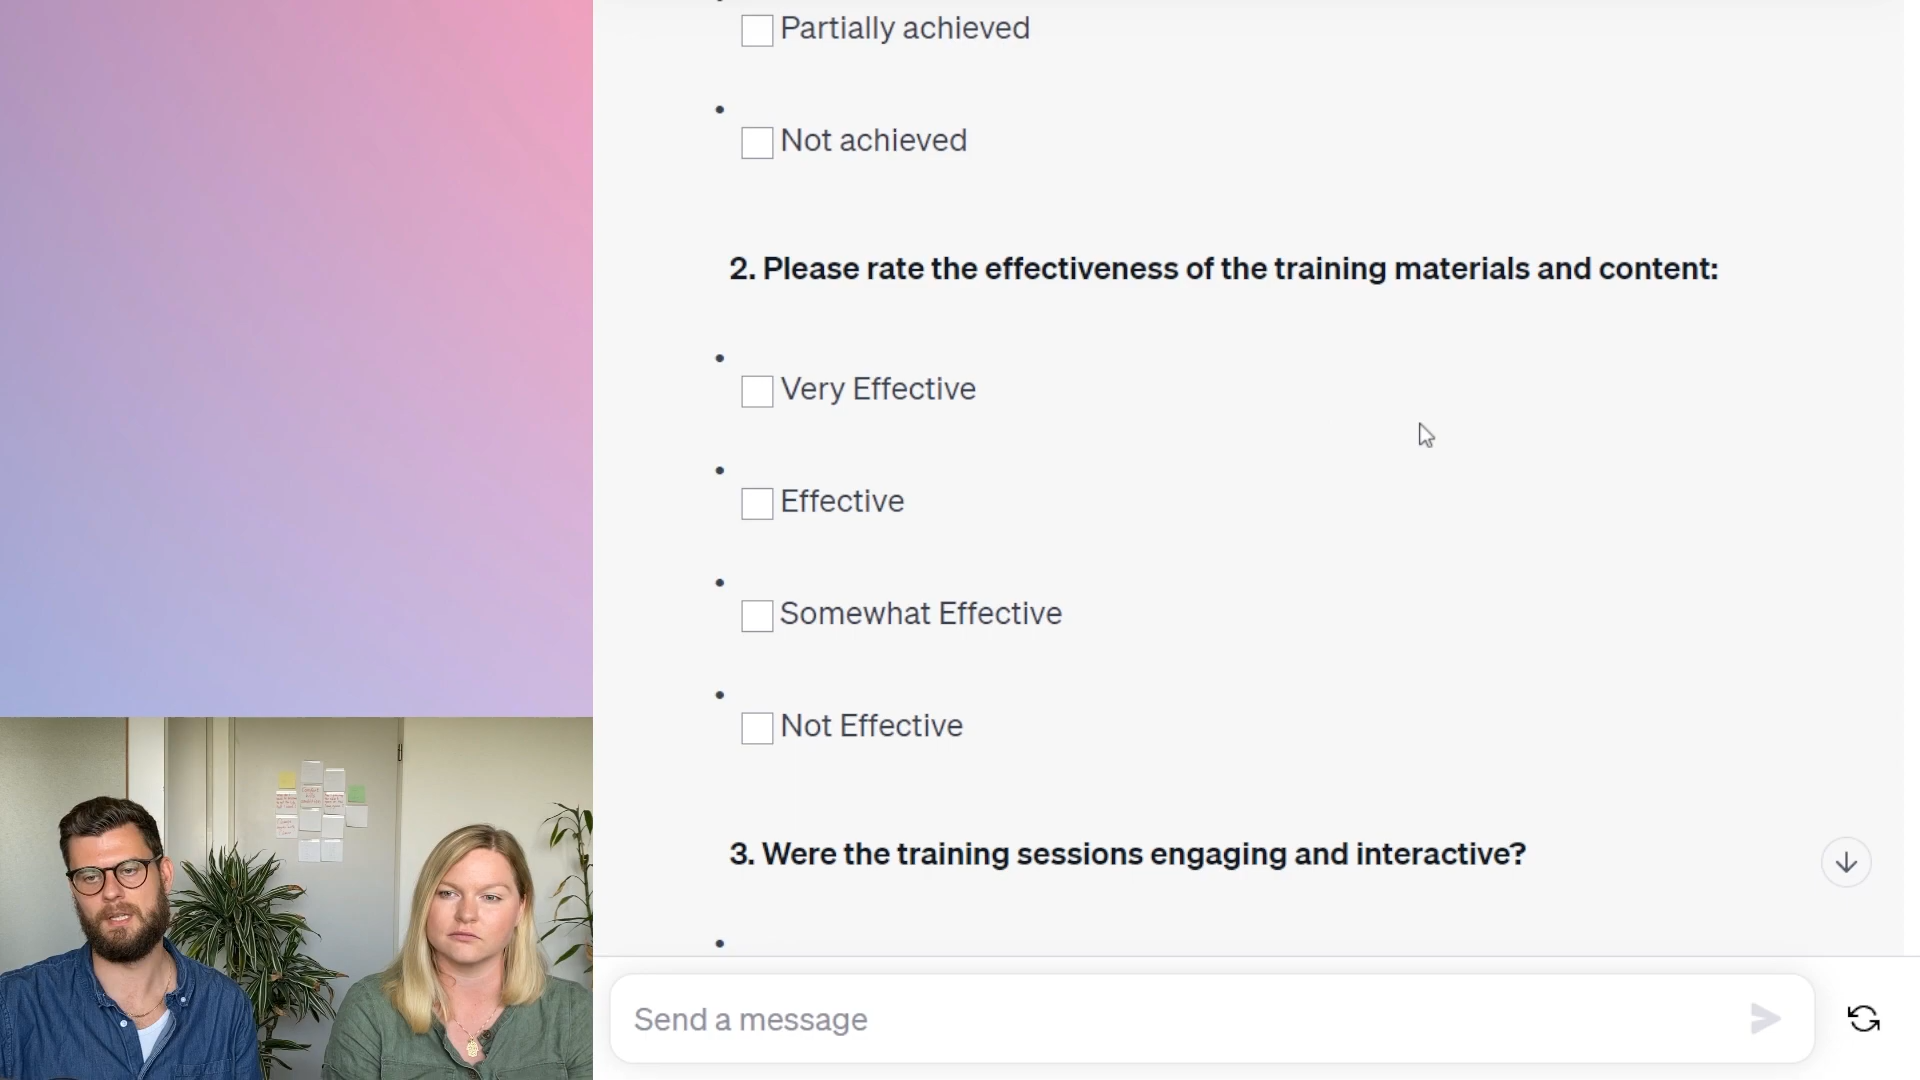 Partially achieved
Not achieved
2. Please rate the effectiveness of the training materials and content:
Very Effective
Effective
Somewhat Effective
Not Effective
3. Were the training sessions engaging and interactive?
Send a message